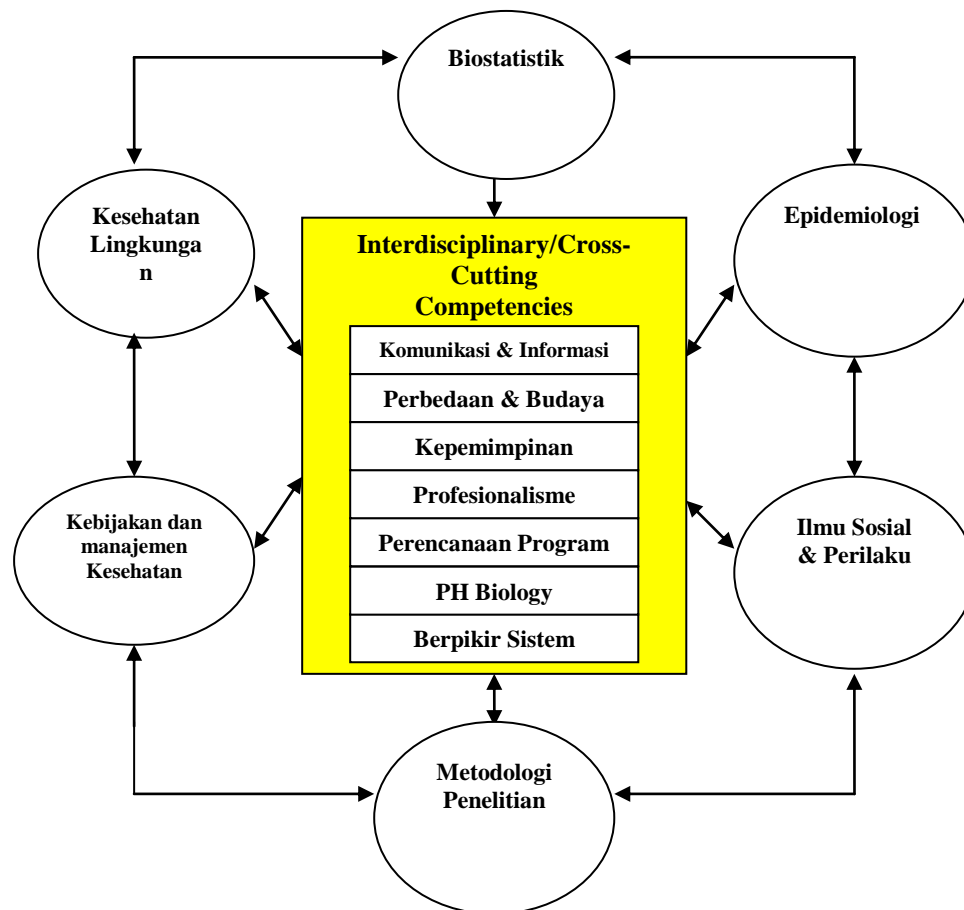 Biostatistik
Kesehatan
Lingkunga
n
Epidemiologi
Interdisciplinary/Cross-
Cutting
Competencies
Komunikasi & Informasi
Perbedaan & Budaya
Kepemimpinan
Profesionalisme
Perencanaan Program
PH Biology
Berpikir Sistem
Kebijakan dan
manajemen
Kesehatan
Ilmu Sosial
& Perilaku
Metodologi
Penelitian